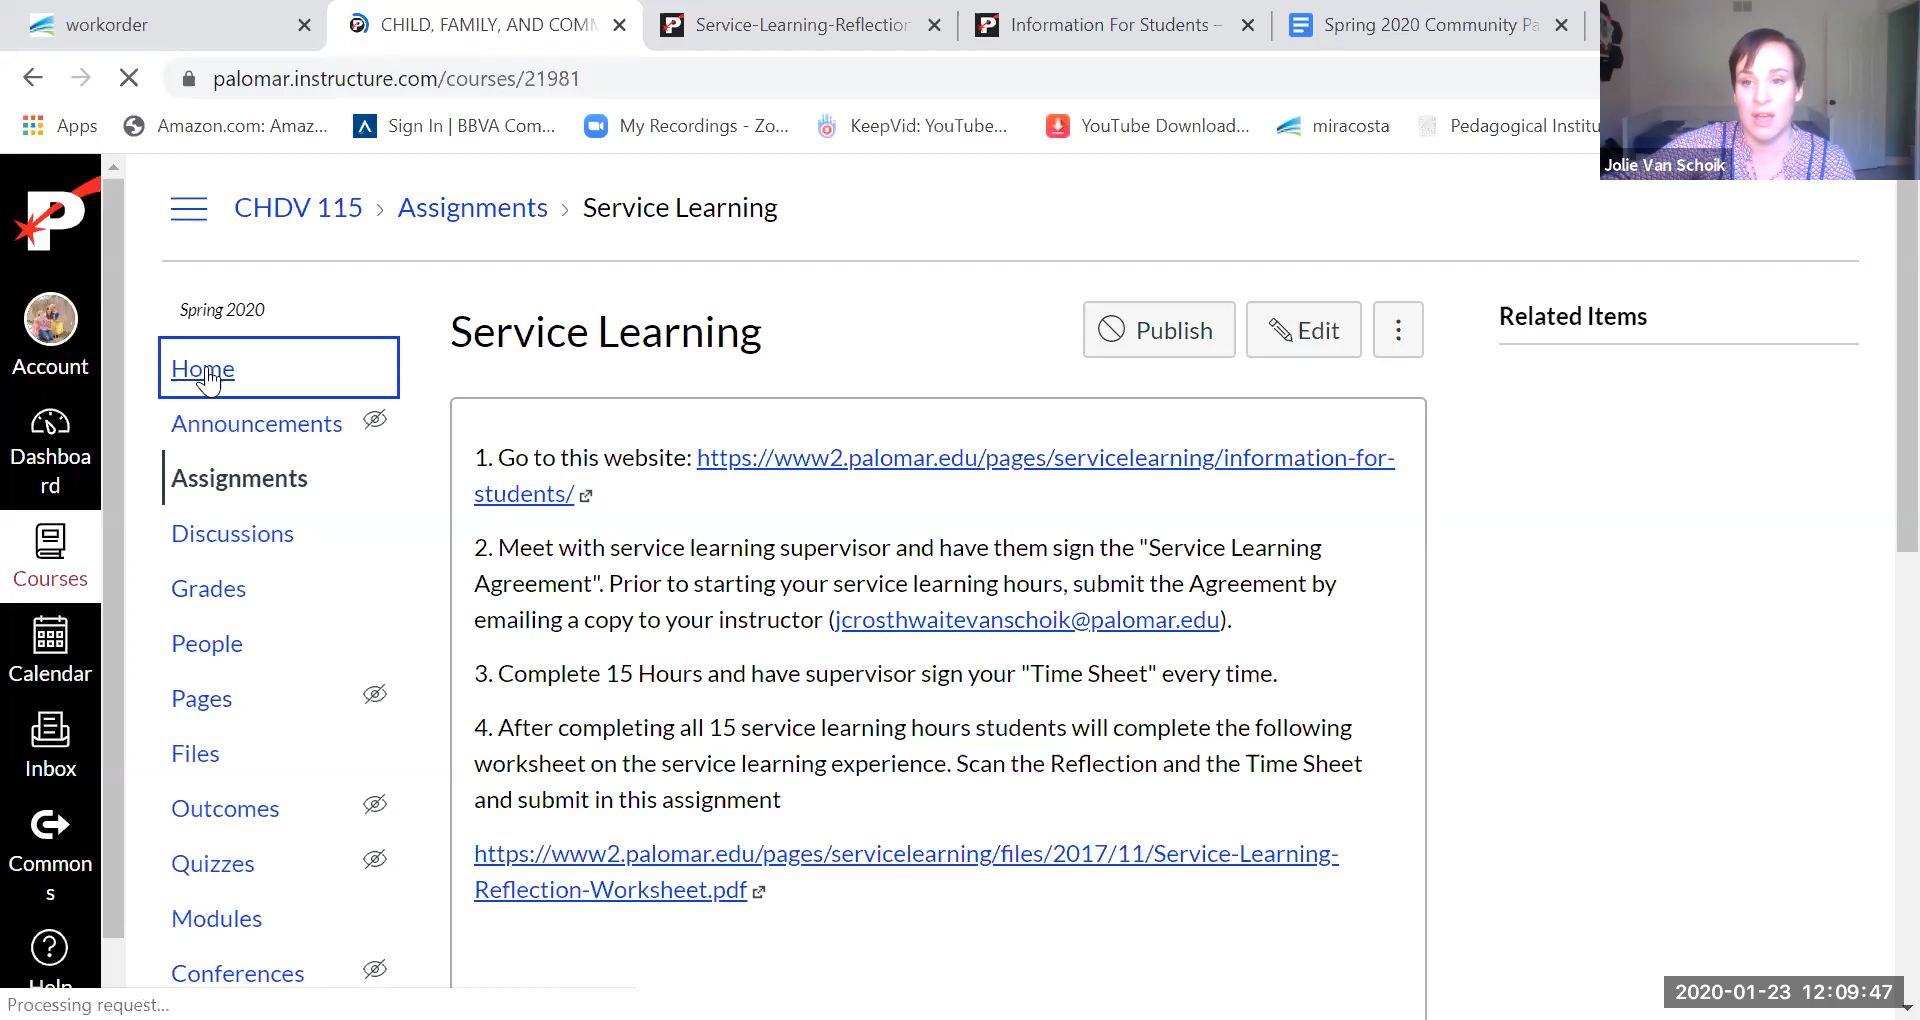 workorder
CHILD, FAMILY, AND COM
Service-Learning-Reflection
Information For Students –
Spring 2020 Community Pa
palomar.instructure.com/courses/21981
Apps
Amazon.com: Amaz...
Sign In | BBVA Com...
My Recordings - Zo...
KeepVid: YouTube...
YouTube Download...
miracosta
Pedagogical Institu
Jolie Van Schoik
P
Account
Dashboa
rd
Courses
Calendar
Inbox
Common
s
Help
CHDV 115 › Assignments › Service Learning
Spring 2020
Home
Announcements
Assignments
Discussions
Grades
People
Pages
Files
Outcomes
Quizzes
Modules
Conferences
Service Learning
Publish
Edit
Related Items
1. Go to this website: https://www2.palomar.edu/pages/servicelearning/information-for-
students/
2. Meet with service learning supervisor and have them sign the "Service Learning
Agreement". Prior to starting your service learning hours, submit the Agreement by
emailing a copy to your instructor (jcrosthwaitevanschoik@palomar.edu).
3. Complete 15 Hours and have supervisor sign your "Time Sheet" every time.
4. After completing all 15 service learning hours students will complete the following
worksheet on the service learning experience. Scan the Reflection and the Time Sheet
and submit in this assignment
https://www2.palomar.edu/pages/servicelearning/files/2017/11/Service-Learning-
Reflection-Worksheet.pdf
Processing request...
2020-01-23 12:09:47